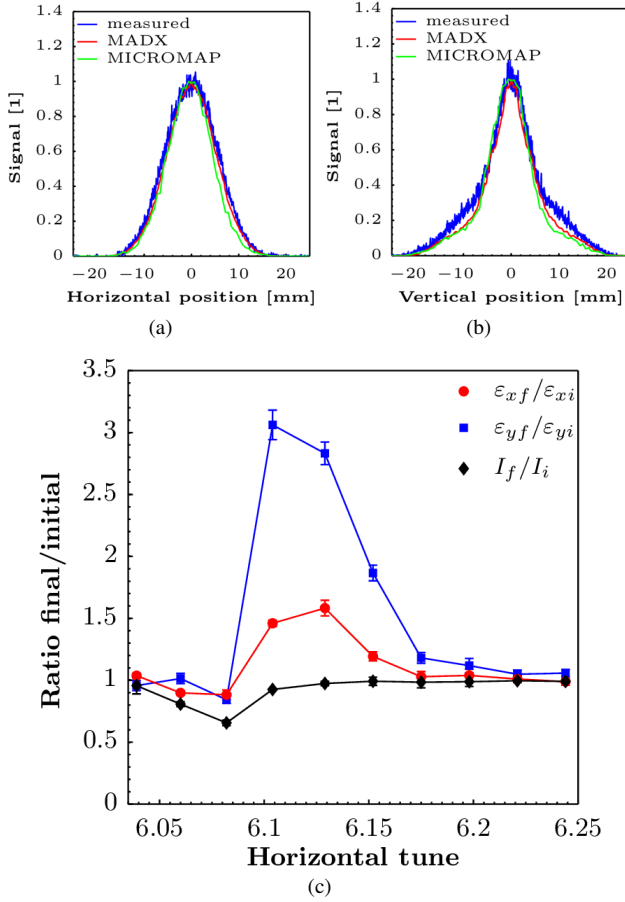 1.4
1.2
1
0.8
0.6
0.4
0.2
0
Signal [1]
measured
MADX
MICROMAP
−20 −10 0 10 20
Horizontal position [mm]
(a)
1.4
1.2
1
0.8
0.6
0.4
0.2
0
Signal [1]
measured
MADX
MICROMAP
−20 −10 0 10 20
Vertical position [mm]
(b)
3.5
3
2.5
2
1.5
1
0.5
0
Ratio final/initial
εxf/εxi
εyf/εyi
If/Ii
6.05 6.1 6.15 6.2 6.25
Horizontal tune
(c)